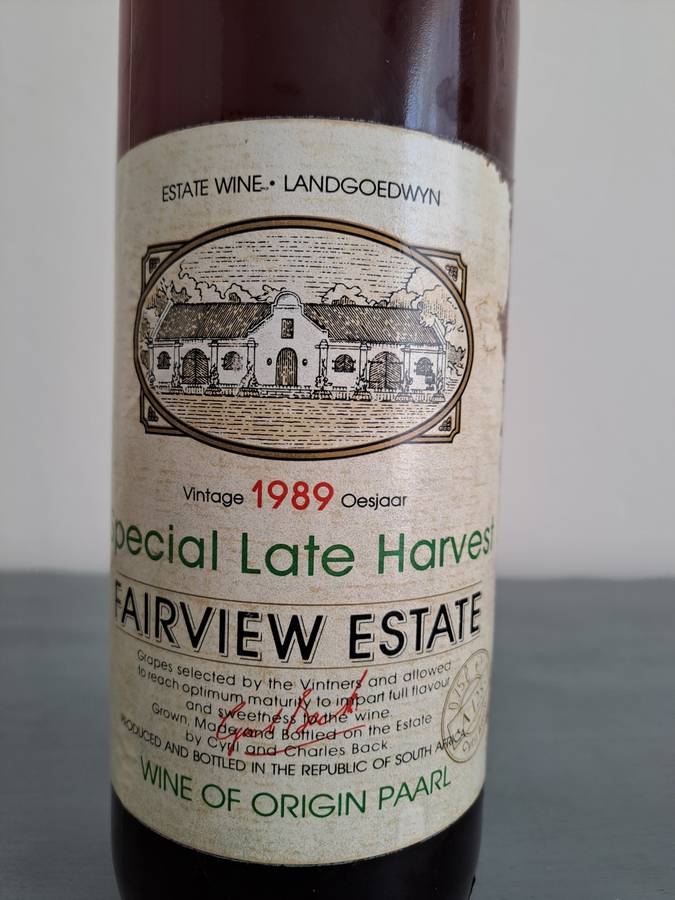 ESTATE WINE • LANDGOEDWYN
Vintage 1989 Oesjaar
Special Late Harvest
FAIRVIEW ESTATE
Grapes selected by the Vintners and allowed
to reach optimum maturity to impart full flavour
and sweetness to the wine.
Grown, Made and Bottled on the Estate
by Cyril and Charles Back
PRODUCED AND BOTTLED IN THE REPUBLIC OF SOUTH AFRICA
WINE OF ORIGIN PAARL